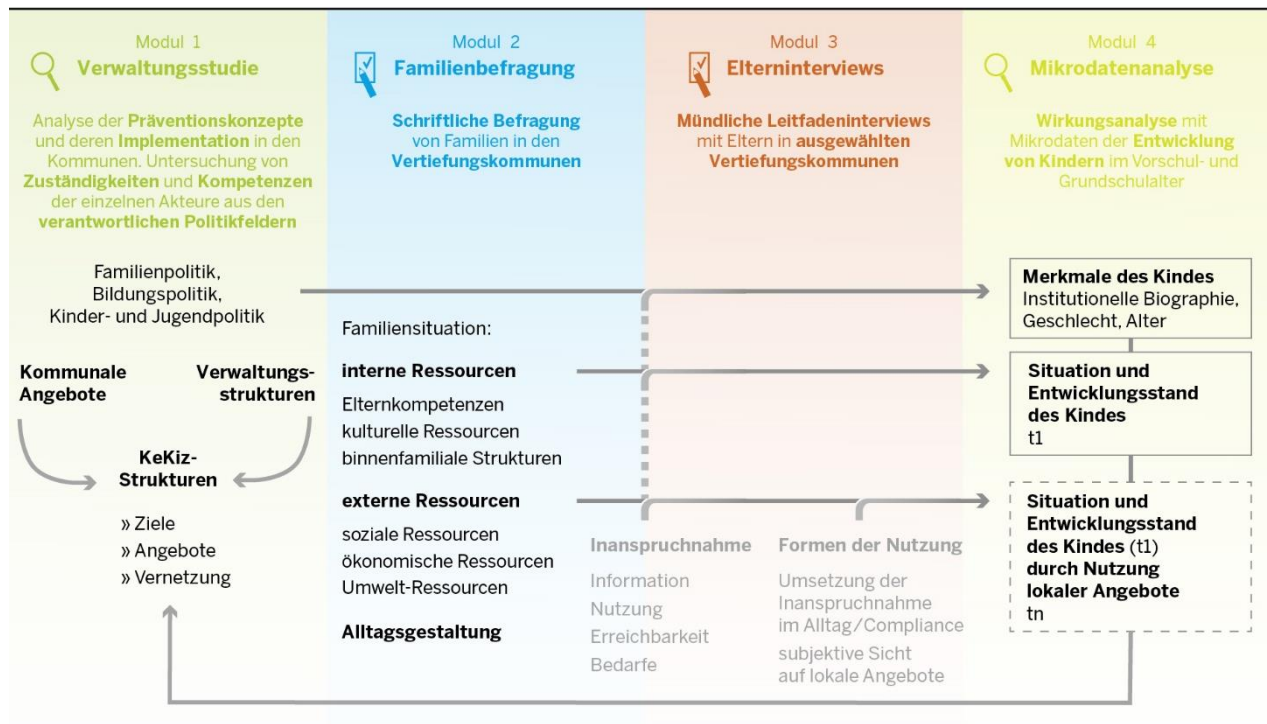 Modul 1
Verwaltungsstudie
Analyse der Präventionskonzepte
und deren Implementation in den
Kommunen. Untersuchung von
Zuständigkeiten und Kompetenzen
der einzelnen Akteure aus den
verantwortlichen Politikfeldern
Familienpolitik,
Bildungspolitik,
Kinder- und Jugendpolitik
Kommunale
Angebote
Verwaltungs-
strukturen
KeKiz-
Strukturen
» Ziele
» Angebote
» Vernetzung
Modul 2
Familienbefragung
Schriftliche Befragung
von Familien in den
Vertiefungskommunen
Familiensituation:
interne Ressourcen
Elternkompetenzen
kulturelle Ressourcen
binnenfamiliale Strukturen
externe Ressourcen
soziale Ressourcen
ökonomische Ressourcen
Umwelt-Ressourcen
Alltagsgestaltung
Inanspruchnahme
Information
Nutzung
Erreichbarkeit
Bedarfe
Modul 3
Elterninterviews
Mündliche Leitfadeninterviews
mit Eltern in ausgewählten
Vertiefungskommunen
Formen der Nutzung
Umsetzung der
Inanspruchnahme
im Alltag/Compliance
subjektive Sicht
auf lokale Angebote
Modul 4
Mikrodatenanalyse
Wirkungsanalyse mit
Mikrodaten der Entwicklung
von Kindern im Vorschul- und
Grundschulalter
Merkmale des Kindes
Institutionelle Biographie,
Geschlecht, Alter
Situation und
Entwicklungsstand
des Kindes
t1
Situation und
Entwicklungsstand
des Kindes (t1)
durch Nutzung
lokaler Angebote
tn